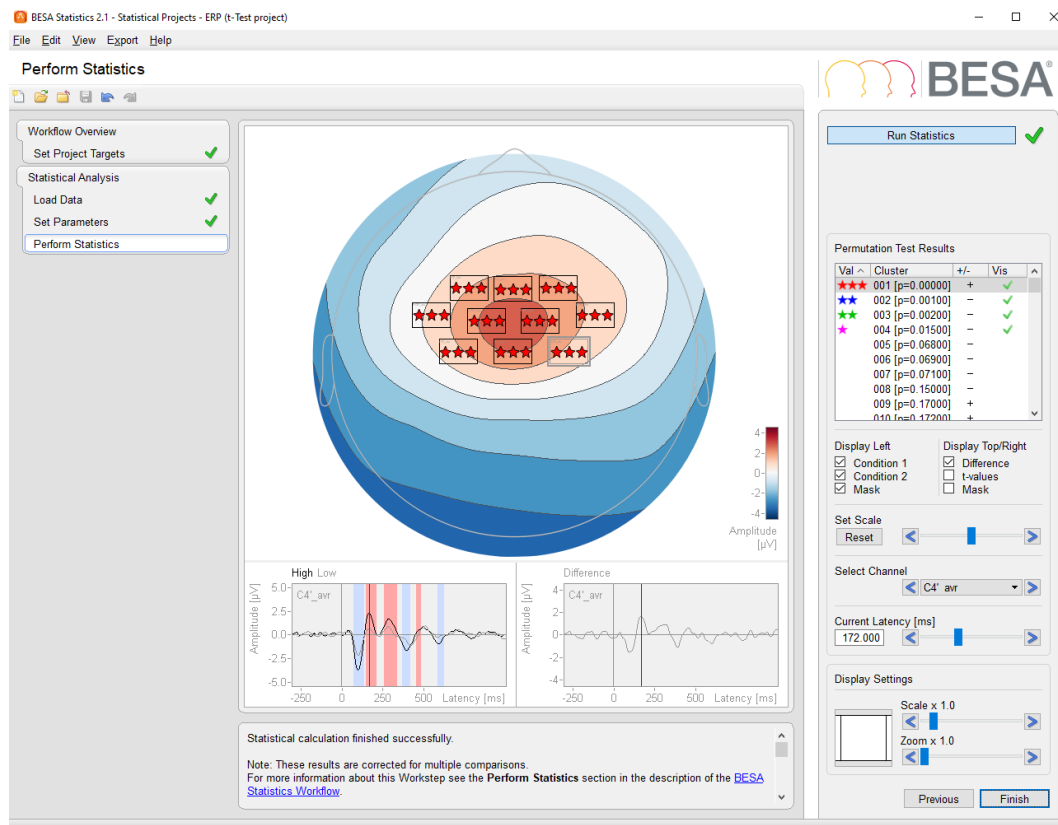 BESA Statistics 2.1 - Statistical Projects - ERP (t-Test project)
File Edit View Export Help
Perform Statistics
BESA®
Workflow Overview
Set Project Targets
Statistical Analysis
Load Data
Set Parameters
Perform Statistics
4
2
0
-2
-4
Amplitude
[µV]
High Low
Amplitude [µV]
5.0
2.5
0.0
-2.5
-5.0
C4'_avr
-250 0 250 500 Latency [ms]
Difference
Amplitude [µV]
4
2
0
-2
-4
C4'_avr
-250 0 250 500 Latency [ms]
Statistical calculation finished successfully.
Note: These results are corrected for multiple comparisons.
For more information about this Workstep see the Perform Statistics section in the description of the BESA
Statistics Workflow.
Run Statistics
Permutation Test Results
Val Cluster +/- Vis
001 [p=0.00000] +
002 [p=0.00100] −
003 [p=0.00200] −
004 [p=0.01500] −
005 [p=0.06800] −
006 [p=0.06900] −
007 [p=0.07100] −
008 [p=0.15000] −
009 [p=0.17000] +
010 [p=0.17200] +
Display Left Display Top/Right
Condition 1 Difference
Condition 2 t-values
Mask Mask
Set Scale
Reset
Select Channel
C4'_avr
Current Latency [ms]
172.000
Display Settings
Scale x 1.0
Zoom x 1.0
Previous Finish